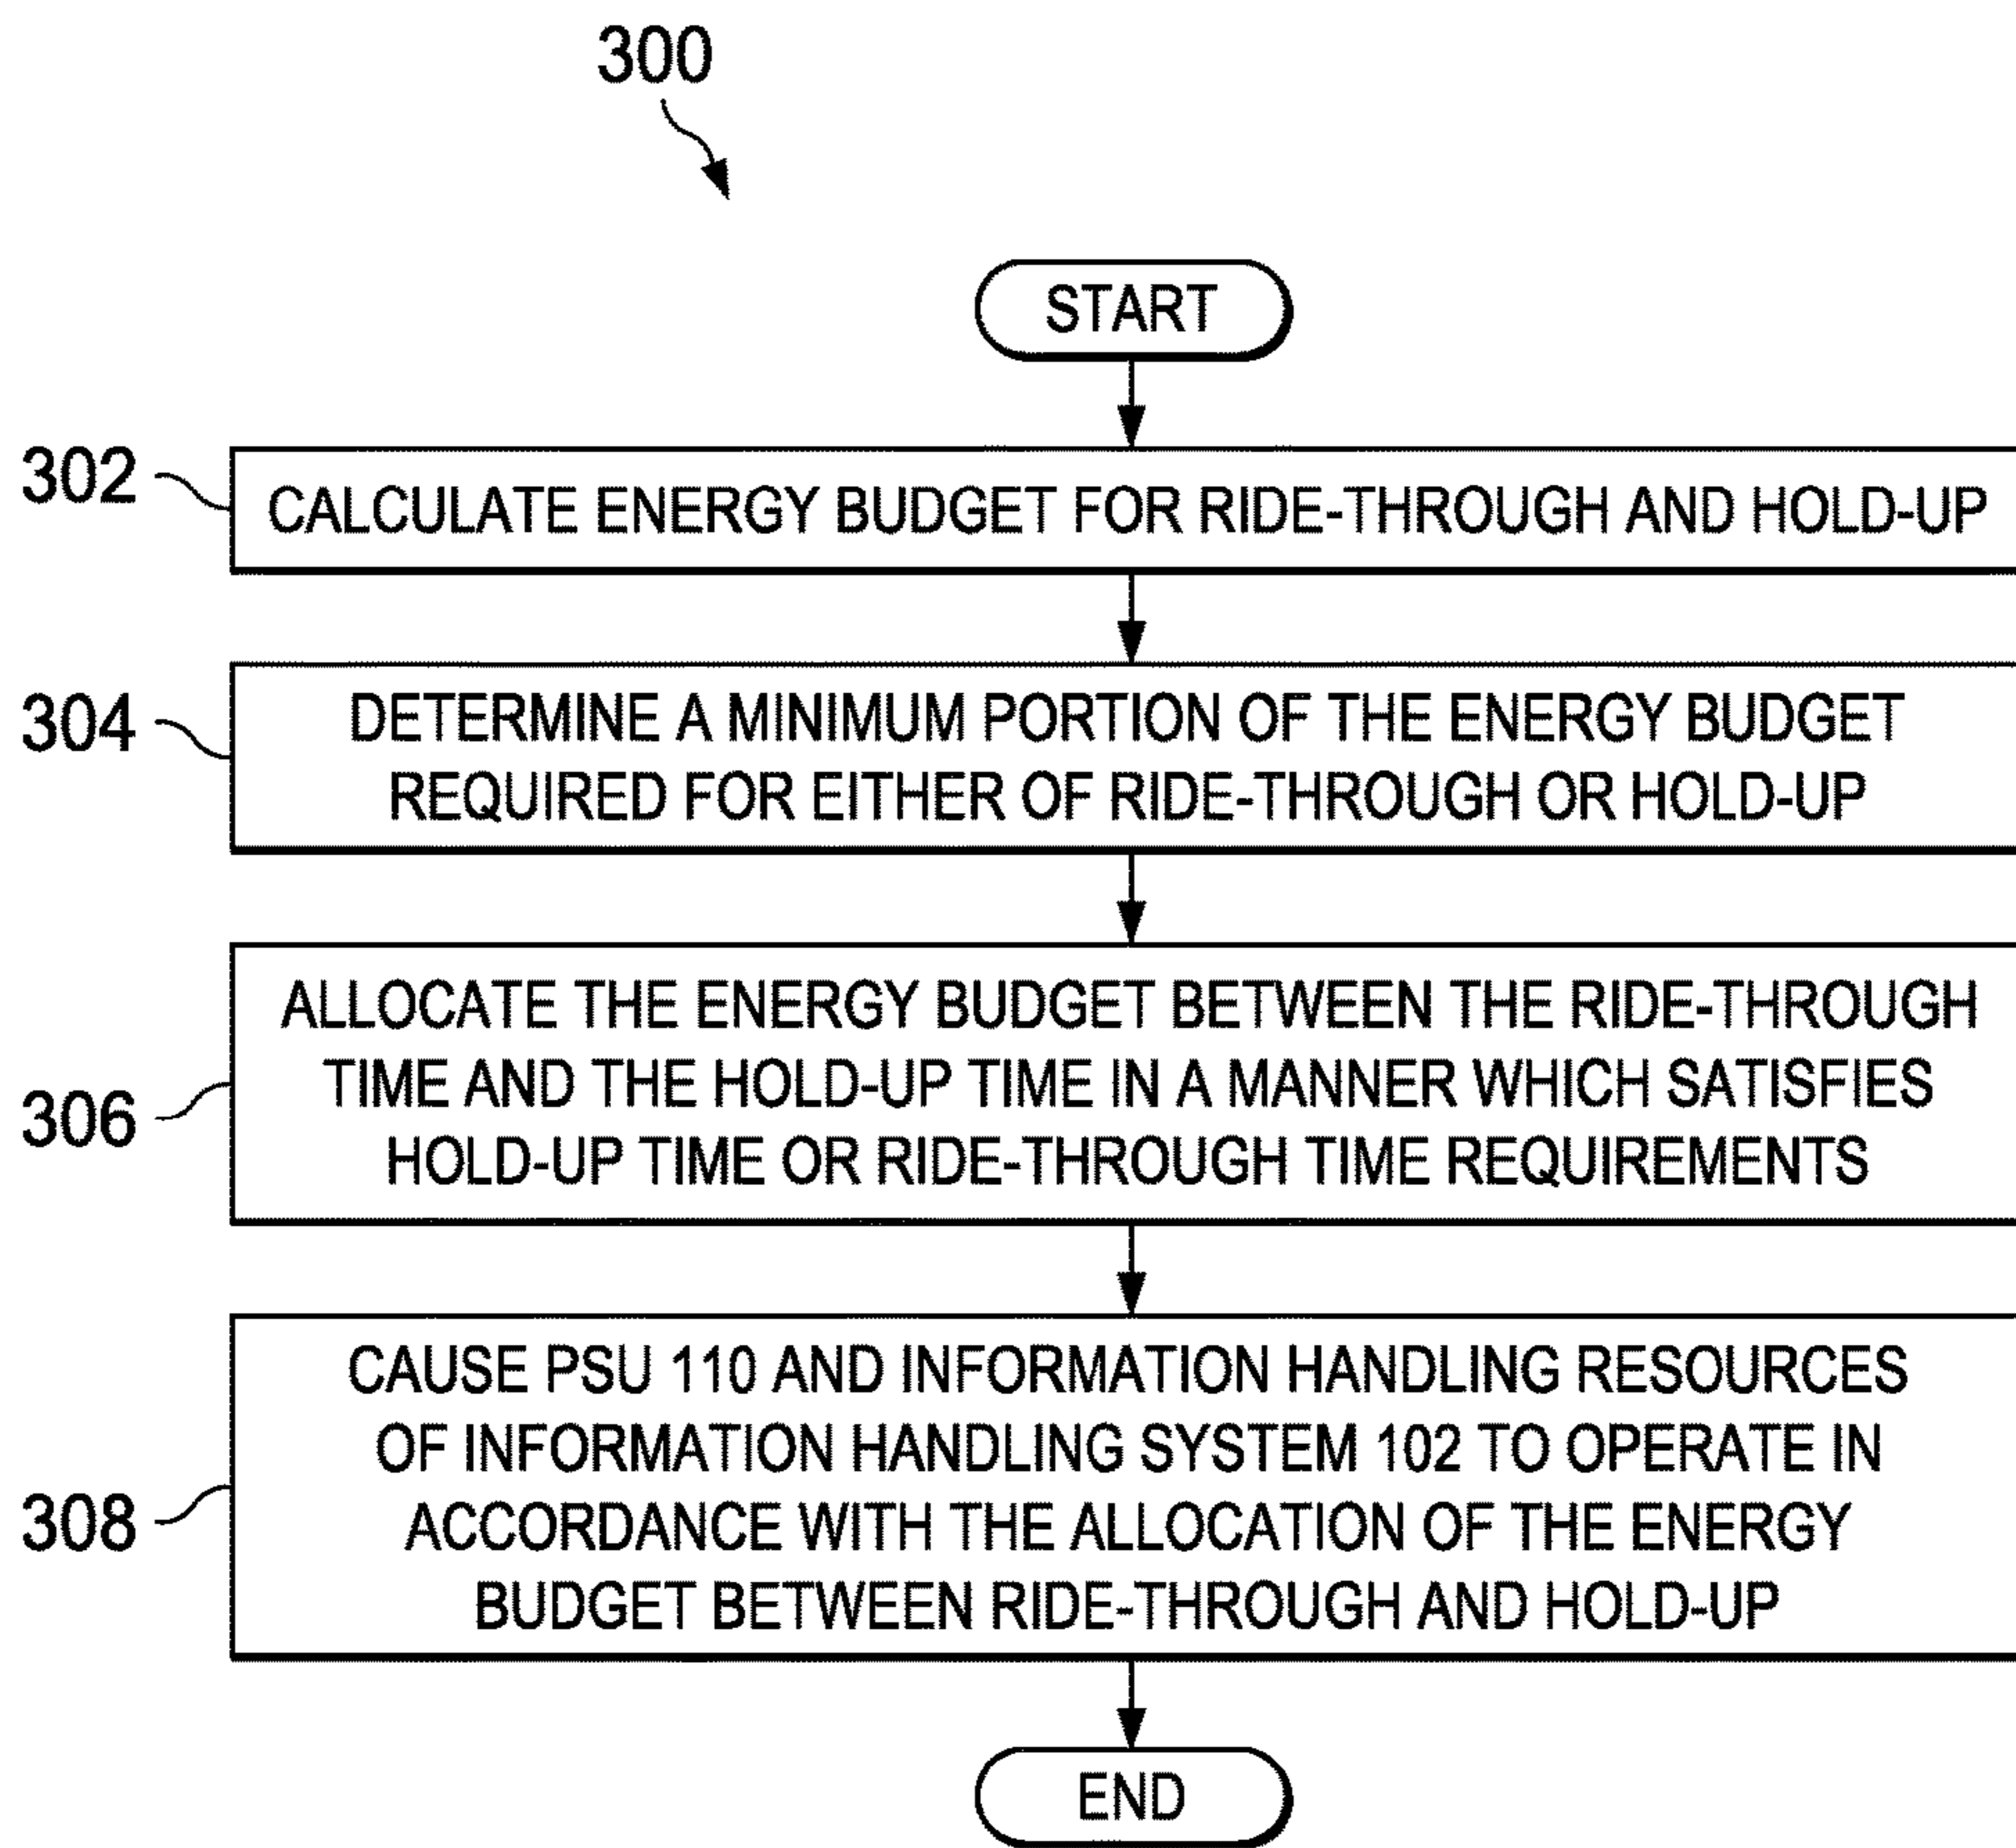 300
START
302
CALCULATE ENERGY BUDGET FOR RIDE-THROUGH AND HOLD-UP
304
DETERMINE A MINIMUM PORTION OF THE ENERGY BUDGET
REQUIRED FOR EITHER OF RIDE-THROUGH OR HOLD-UP
306
ALLOCATE THE ENERGY BUDGET BETWEEN THE RIDE-THROUGH
TIME AND THE HOLD-UP TIME IN A MANNER WHICH SATISFIES
HOLD-UP TIME OR RIDE-THROUGH TIME REQUIREMENTS
308
CAUSE PSU 110 AND INFORMATION HANDLING RESOURCES
OF INFORMATION HANDLING SYSTEM 102 TO OPERATE IN
ACCORDANCE WITH THE ALLOCATION OF THE ENERGY
BUDGET BETWEEN RIDE-THROUGH AND HOLD-UP
END